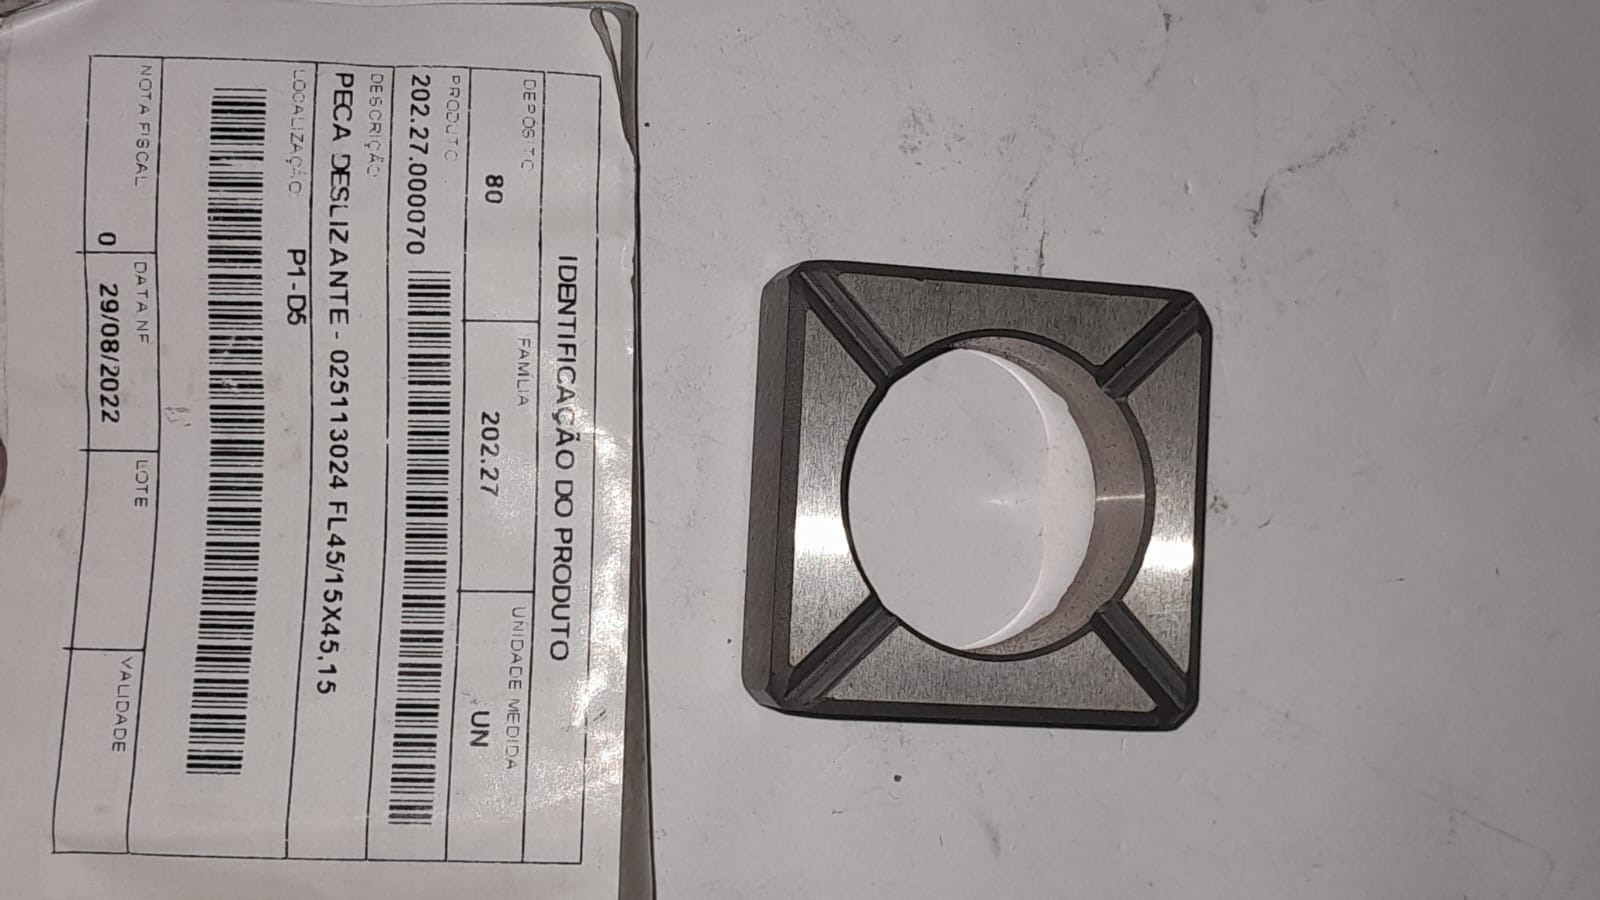 IDENTIFICAÇÃO DO PRODUTO
DEPÓSITO FAMÍLIA UNIDADE MEDIDA
80 202.27 UN
PRODUTO
202.27.000070
DESCRIÇÃO
PECA DESLIZANTE - 025113024 FL45/15X45,15
LOCALIZAÇÃO: P1-D5
NOTA FISCAL DATA NF LOTE VALIDADE
0 29/08/2022